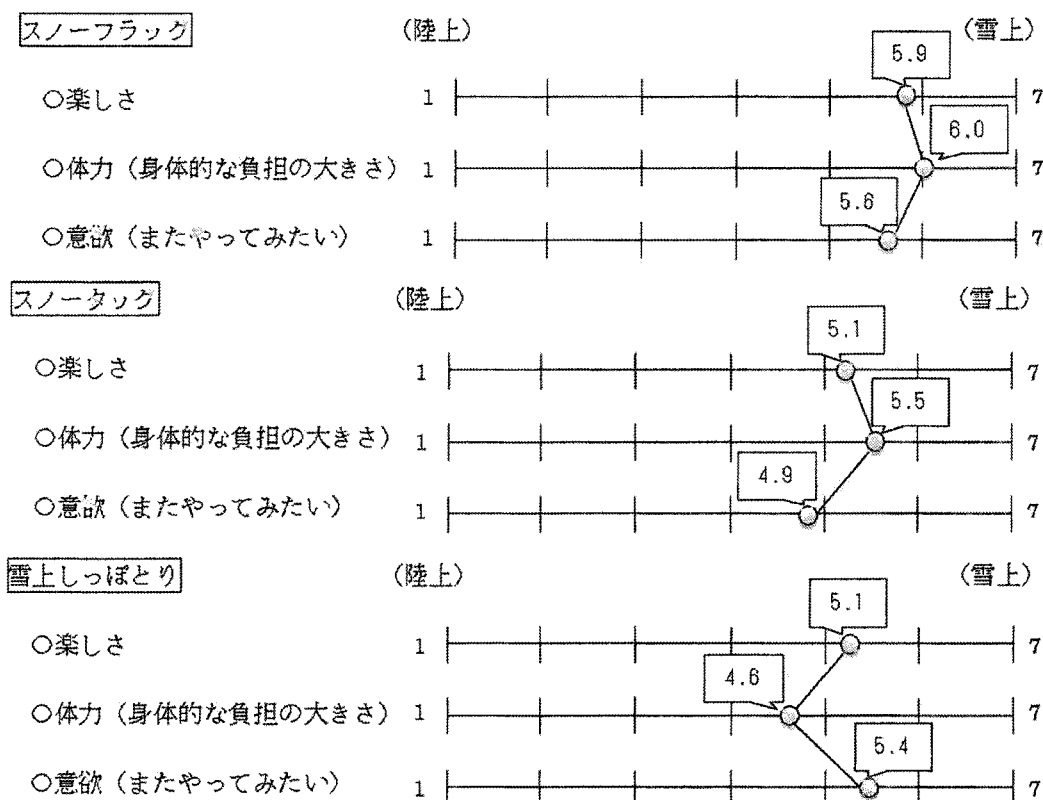 スノーフラッグ （陸上） （雪上）
5.9
○楽しさ 1 7
6.0
○体力（身体的な負担の大きさ） 1 7
5.6
○意欲（またやってみたい） 1 7
スノータッグ （陸上） （雪上）
5.1
○楽しさ 1 7
5.5
○体力（身体的な負担の大きさ） 1 7
4.9
○意欲（またやってみたい） 1 7
雪上しっぽとり （陸上） （雪上）
5.1
○楽しさ 1 7
4.6
○体力（身体的な負担の大きさ） 1 7
5.4
○意欲（またやってみたい） 1 7